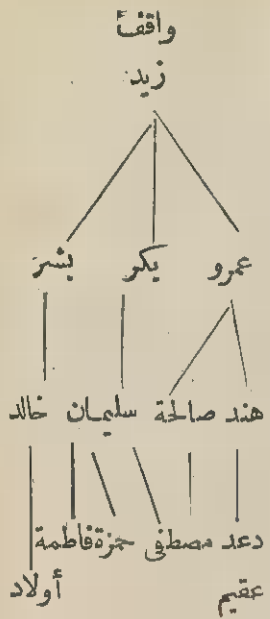 واقف
زيد
عمرو بكر بشر
هند صالحة سليمان خالد
دعد مصطفى حمزة فاطمة
عقيم أولاد